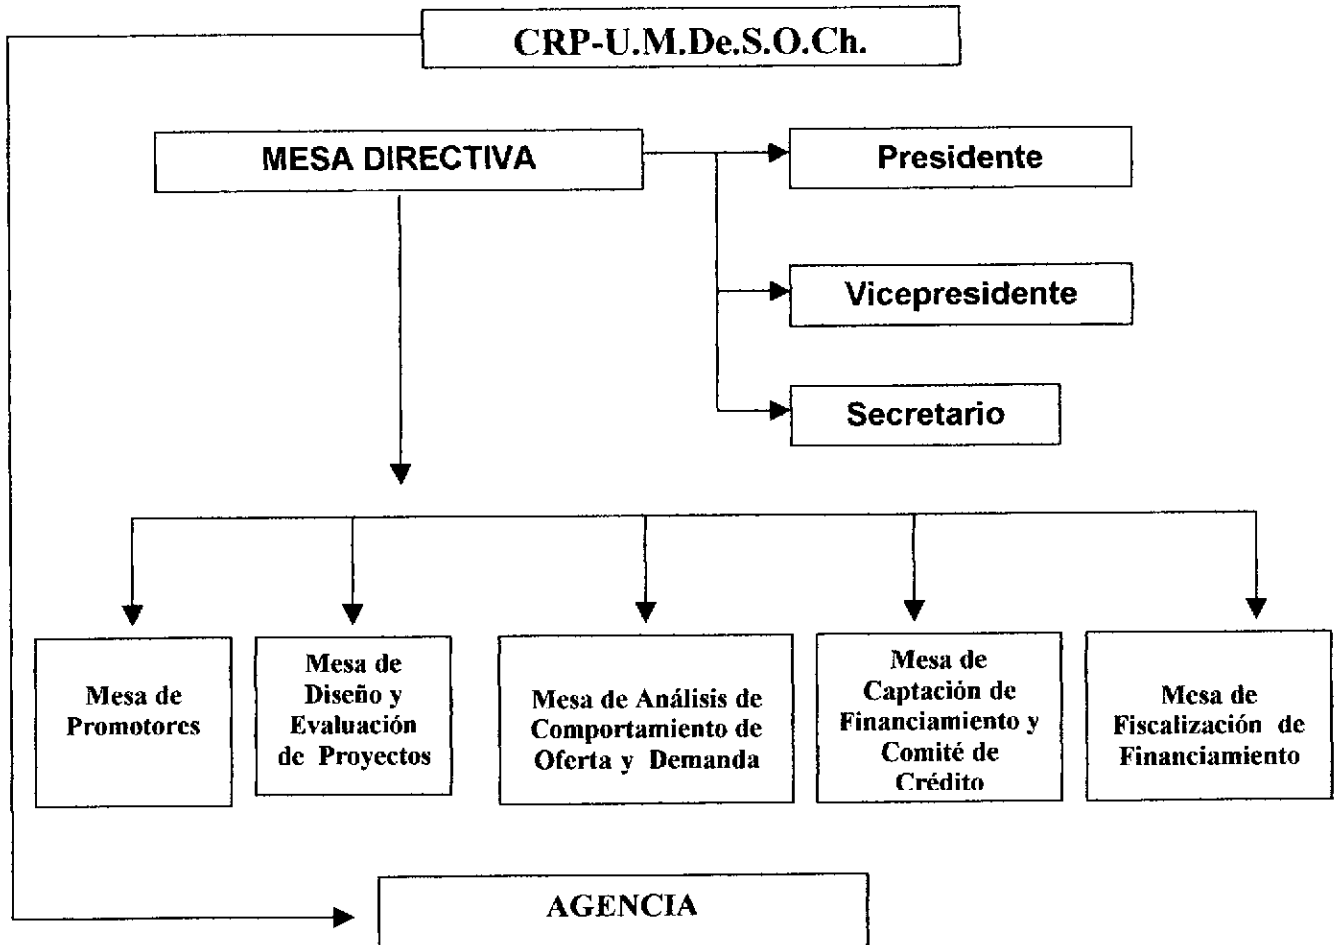 CRP-U.M.De.S.O.Ch.
MESA DIRECTIVA
Presidente
Vicepresidente
Secretario
Mesa de
Promotores
Mesa de
Diseño y
Evaluación
de Proyectos
Mesa de Análisis de
Comportamiento de
Oferta y Demanda
Mesa de
Captación de
Financiamiento y
Comité de
Crédito
Mesa de
Fiscalización de
Financiamiento
AGENCIA